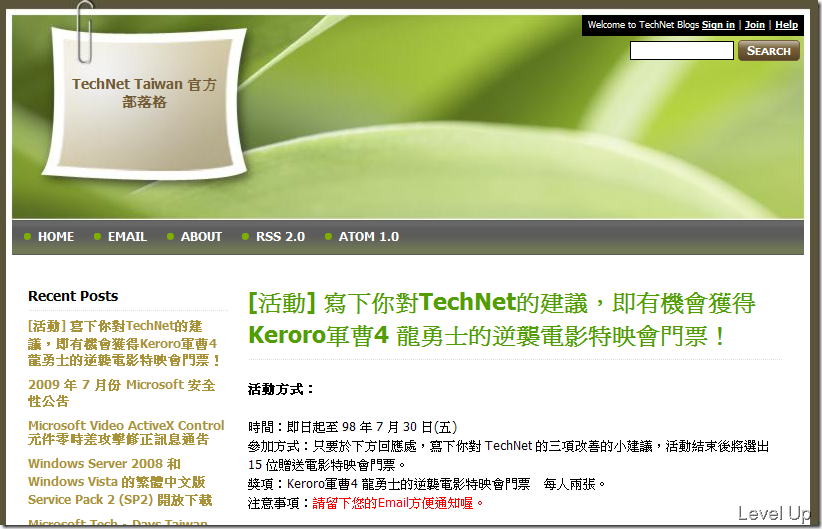 Welcome to TechNet Blogs Sign in | Join | Help
SEARCH
TechNet Taiwan 官方
部落格
HOME EMAIL ABOUT RSS 2.0 ATOM 1.0
Recent Posts
[活動] 寫下你對TechNet的建
議，即有機會獲得Keroro軍曹4
龍勇士的逆襲電影特映會門票！
2009 年 7 月份 Microsoft 安全
性公告
Microsoft Video ActiveX Control
元件零時差攻擊修正訊息通告
Windows Server 2008 和
Windows Vista 的繁體中文版
Service Pack 2 (SP2) 開放下載
Microsoft Tech - Days Taiwan
[活動] 寫下你對TechNet的建議，即有機會獲得
Keroro軍曹4 龍勇士的逆襲電影特映會門票！
活動方式：
時間：即日起至 98 年 7 月 30 日(五)
參加方式：只要於下方回應處，寫下你對 TechNet 的三項改善的小建議，活動結束後將選出
15 位贈送電影特映會門票。
獎項：Keroro軍曹4 龍勇士的逆襲電影特映會門票　每人兩張。
注意事項：請留下您的Email方便通知喔。
Level Up